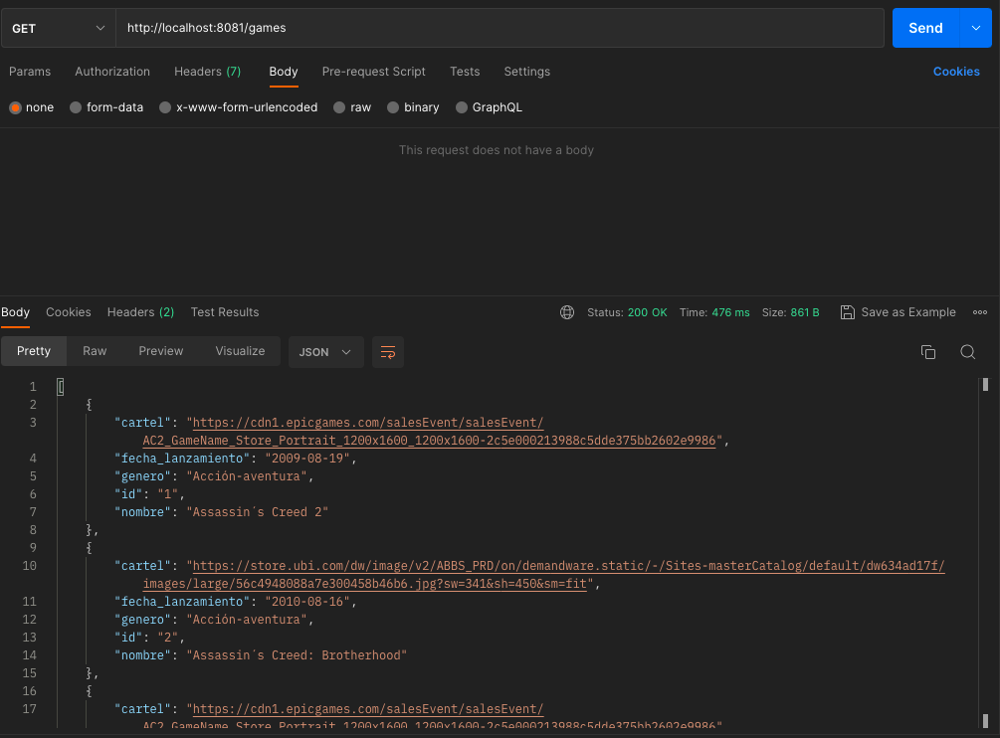 GET http://localhost:8081/games Send
Params Authorization Headers (7) Body Pre-request Script Tests Settings Cookies
none form-data x-www-form-urlencoded raw binary GraphQL
This request does not have a body
Body Cookies Headers (2) Test Results Status: 200 OK Time: 476 ms Size: 861 B Save as Example
Pretty Raw Preview Visualize JSON
1 [
2 {
3 "cartel": "https://cdn1.epicgames.com/salesEvent/salesEvent/
AC2_GameName_Store_Portrait_1200x1600_1200x1600-2c5e000213988c5dde375bb2602e9986",
4 "fecha_lanzamiento": "2009-08-19",
5 "genero": "Acción-aventura",
6 "id": "1",
7 "nombre": "Assassin´s Creed 2"
8 },
9 {
10 "cartel": "https://store.ubi.com/dw/image/v2/ABBS_PRD/on/demandware.static/-/Sites-masterCatalog/default/dw634ad17f/
images/large/56c4948088a7e300458b46b6.jpg?sw=341&sh=450&sm=fit",
11 "fecha_lanzamiento": "2010-08-16",
12 "genero": "Acción-aventura",
13 "id": "2",
14 "nombre": "Assassin´s Creed: Brotherhood"
15 },
16 {
17 "cartel": "https://cdn1.epicgames.com/salesEvent/salesEvent/
AC2_GameName_Store_Portrait_1200x1600_1200x1600-2c5e000213988c5dde375bb2602e9986"